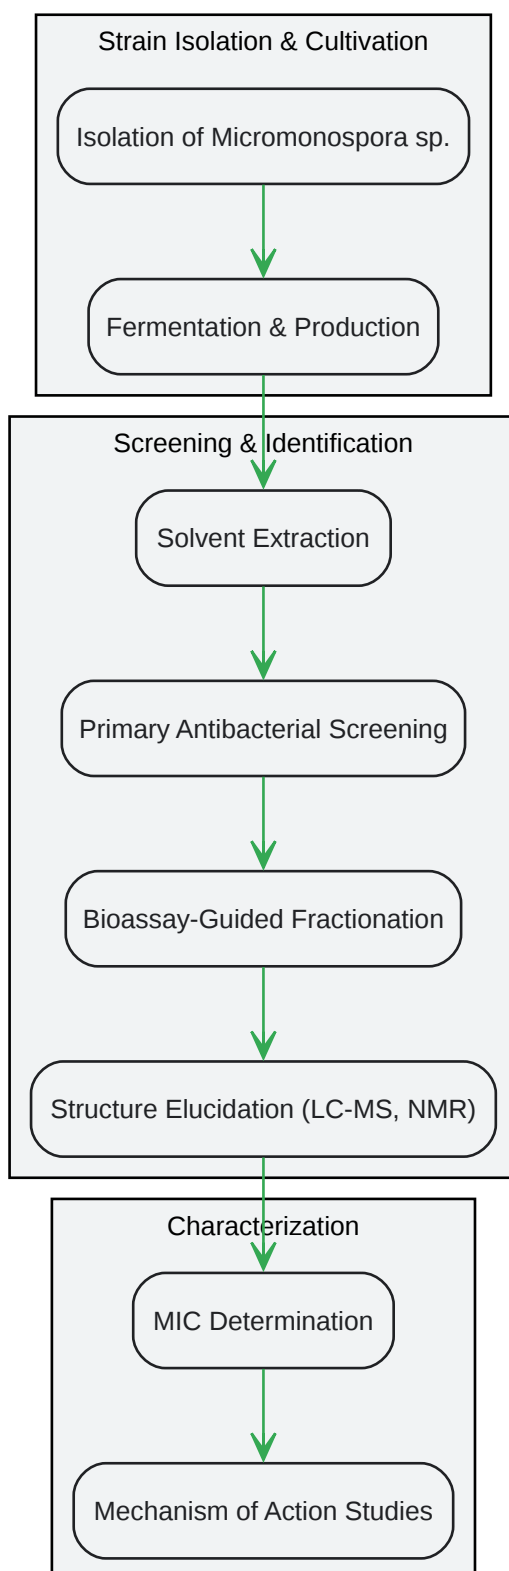 Strain Isolation & Cultivation
Isolation of Micromonospora sp.
Fermentation & Production
Screening & Identification
Solvent Extraction
Primary Antibacterial Screening
Bioassay-Guided Fractionation
Structure Elucidation (LC-MS, NMR)
Characterization
MIC Determination
Mechanism of Action Studies